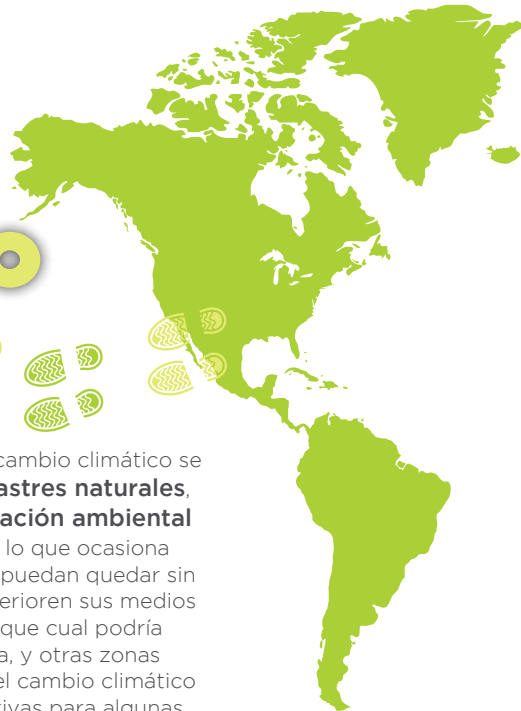 cambio climático se
astres naturales,
ación ambiental
lo que ocasiona
puedan quedar sin
erioren sus medios
que cual podría
a, y otras zonas
el cambio climático
tivas para algunas